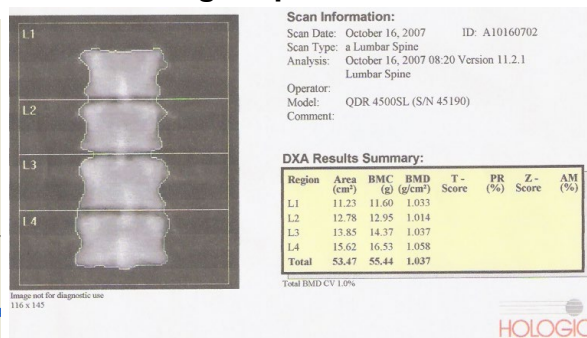 L1
L2
L3
L4
Image not for diagnostic use
116 x 145
Scan Information:
Scan Date: October 16, 2007 ID: A10160702
Scan Type: a Lumbar Spine
Analysis: October 16, 2007 08:20 Version 11.2.1
Lumbar Spine
Operator:
Model: QDR 4500SL (S/N 45190)
Comment:
DXA Results Summary:
Region Area (cm²) BMC (g) BMD (g/cm²) T - Score PR (%) Z - Score AM (%)
L1 11.23 11.60 1.033
L2 12.78 12.95 1.014
L3 13.85 14.37 1.037
L4 15.62 16.53 1.058
Total 53.47 55.44 1.037
Total BMD CV 1.0%
HOLOGIC